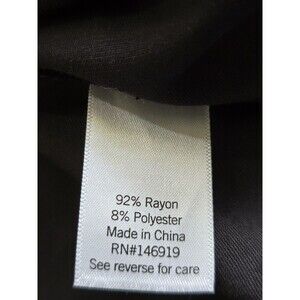 92% Rayon
8% Polyester
Made in China
RN#146919
See reverse for care